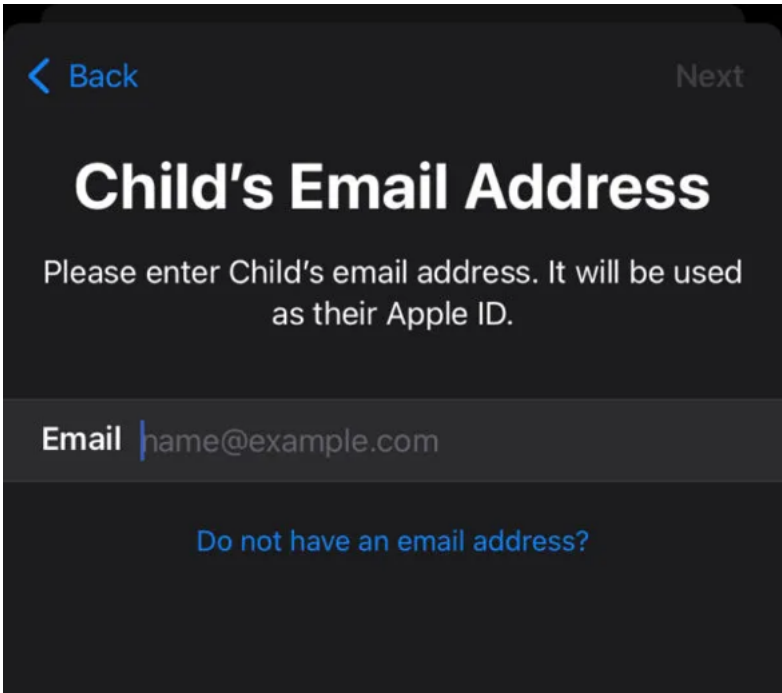 Back
Next
Child's Email Address
Please enter Child's email address. It will be used
as their Apple ID.
Email name@example.com
Do not have an email address?